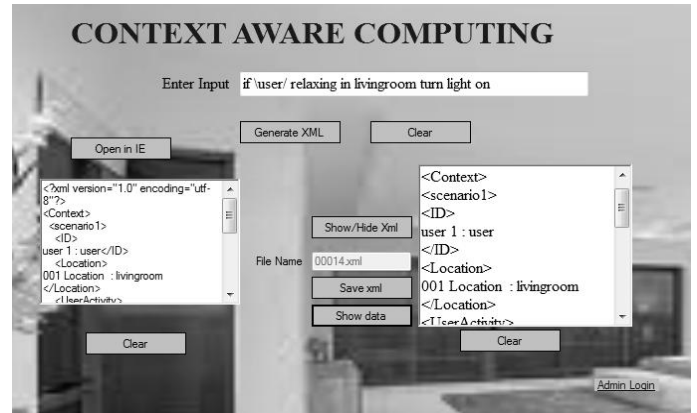 CONTEXT AWARE COMPUTING
Enter Input if \user/ relaxing in livingroom turn light on
Generate XML Clear
Open in IE
<?xml version="1.0" encoding="utf-
8"?>
<Context>
<scenario1>
<ID>
user 1 : user</ID>
<Location>
001 Location : livingroom
</Location>
<UserActivity>
Clear
Show/Hide Xml
File Name 00014.xml
Save xml
Show data
<Context>
<scenario1>
<ID>
user 1 : user
</ID>
<Location>
001 Location : livingroom
</Location>
<UserActivity>
Clear
Admin Login